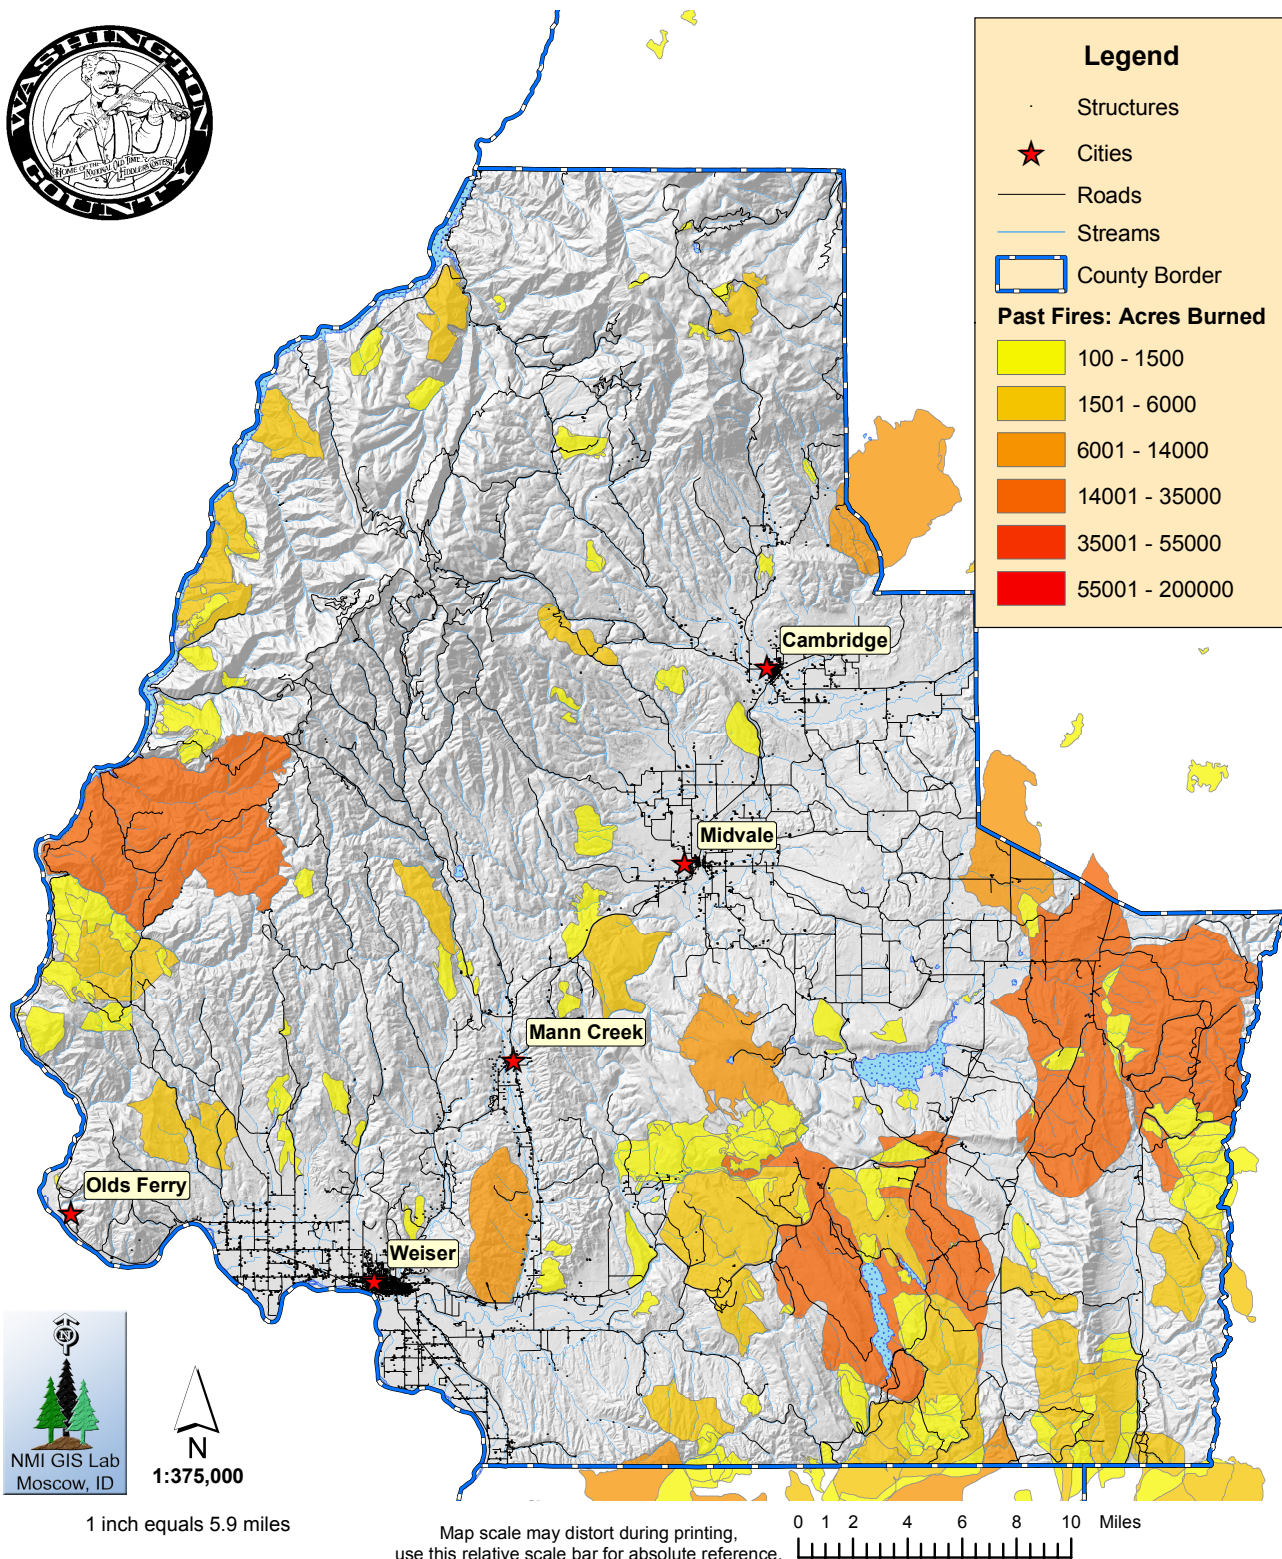 WASHINGTON
COUNTY
HOME OF THE NATIONAL OLD TIME FIDDLERS CONTEST
Legend
Structures
Cities
Roads
Streams
County Border
Past Fires: Acres Burned
100 - 1500
1501 - 6000
6001 - 14000
14001 - 35000
35001 - 55000
55001 - 200000
Cambridge
Midvale
Mann Creek
Olds Ferry
Weiser
N
NMI GIS Lab
Moscow, ID
N
1:375,000
1 inch equals 5.9 miles
Map scale may distort during printing,
use this relative scale bar for absolute reference.
0 1 2 4 6 8 10 Miles